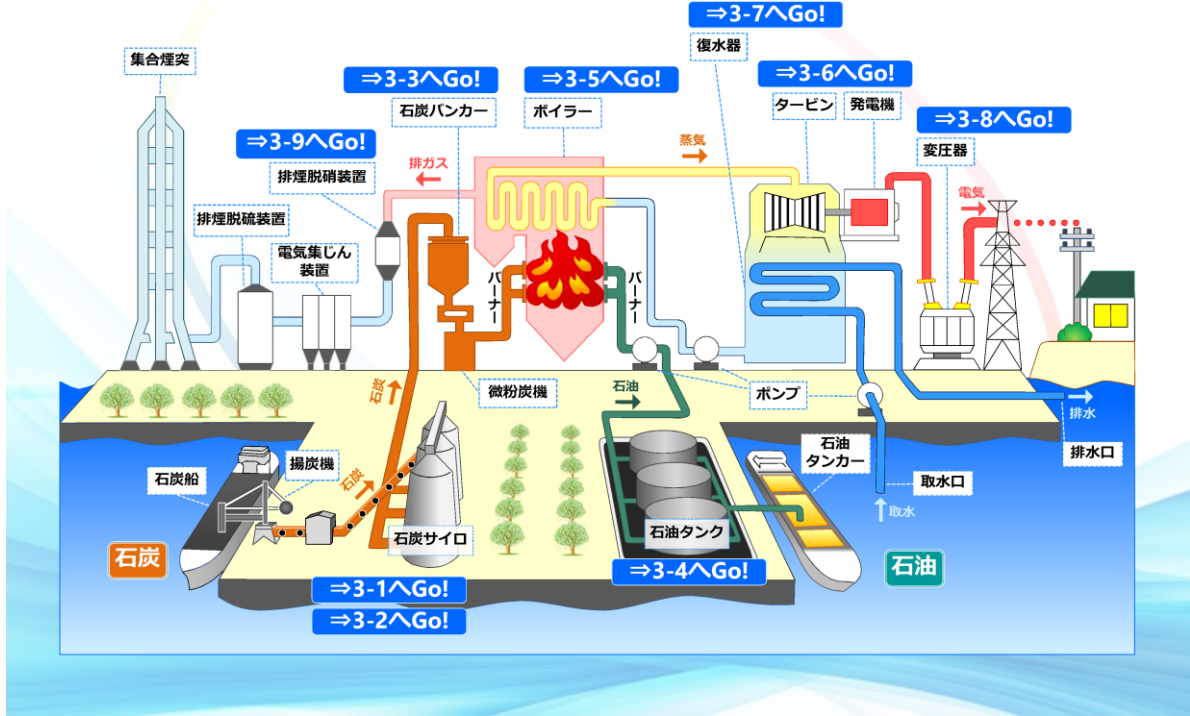 ⇒3-7へGo!
復水器
集合煙突
⇒3-3へGo!
⇒3-5へGo!
⇒3-6へGo!
石炭バンカー
ボイラー
タービン
発電機
⇒3-8へGo!
変圧器
⇒3-9へGo!
排煙脱硝装置
排ガス
蒸気
電気
排煙脱硫装置
電気集じん
装置
バーナー
バーナー
石炭
微粉炭機
石油
ポンプ
排水
排水口
石炭船
揚炭機
石炭
石油
タンカー
取水口
取水
石炭
石炭サイロ
石油タンク
石油
⇒3-4へGo!
⇒3-1へGo!
⇒3-2へGo!